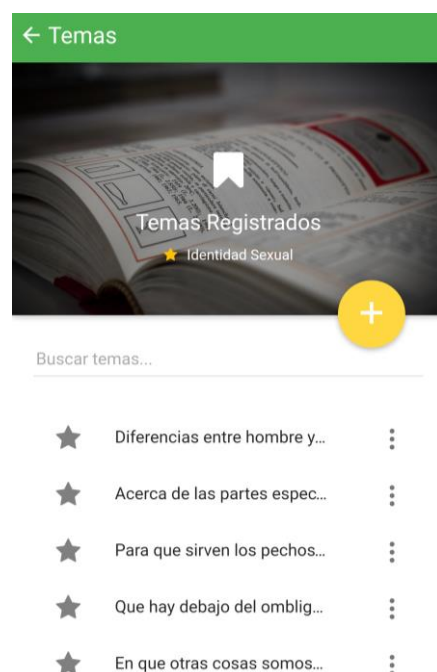 Temas
Temas Registrados
Identidad Sexual
Buscar temas...
Diferencias entre hombre y...
Acerca de las partes espec...
Para que sirven los pechos...
Que hay debajo del omblig...
En que otras cosas somos...